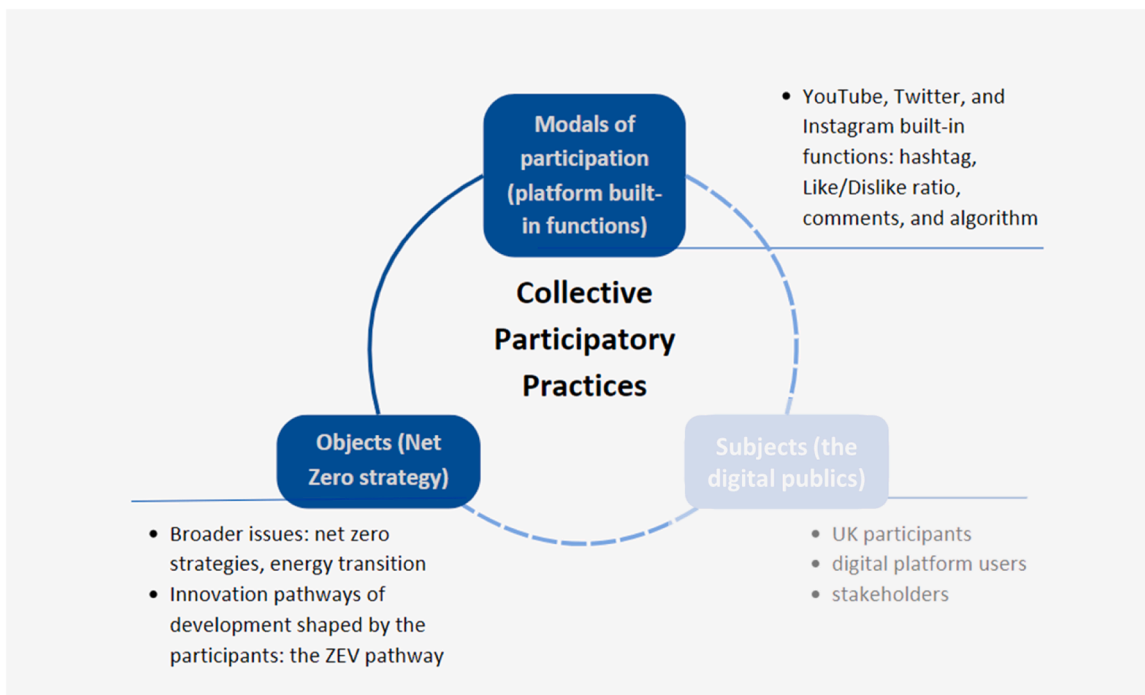 Modals of
participation
(platform built-
in functions)
• YouTube, Twitter, and
Instagram built-in
functions: hashtag,
Like/Dislike ratio,
comments, and algorithm
Collective
Participatory
Practices
Objects (Net
Zero strategy)
• Broader issues: net zero
strategies, energy transition
• Innovation pathways of
development shaped by the
participants: the ZEV pathway
Subjects (the
digital publics)
• UK participants
• digital platform users
• stakeholders